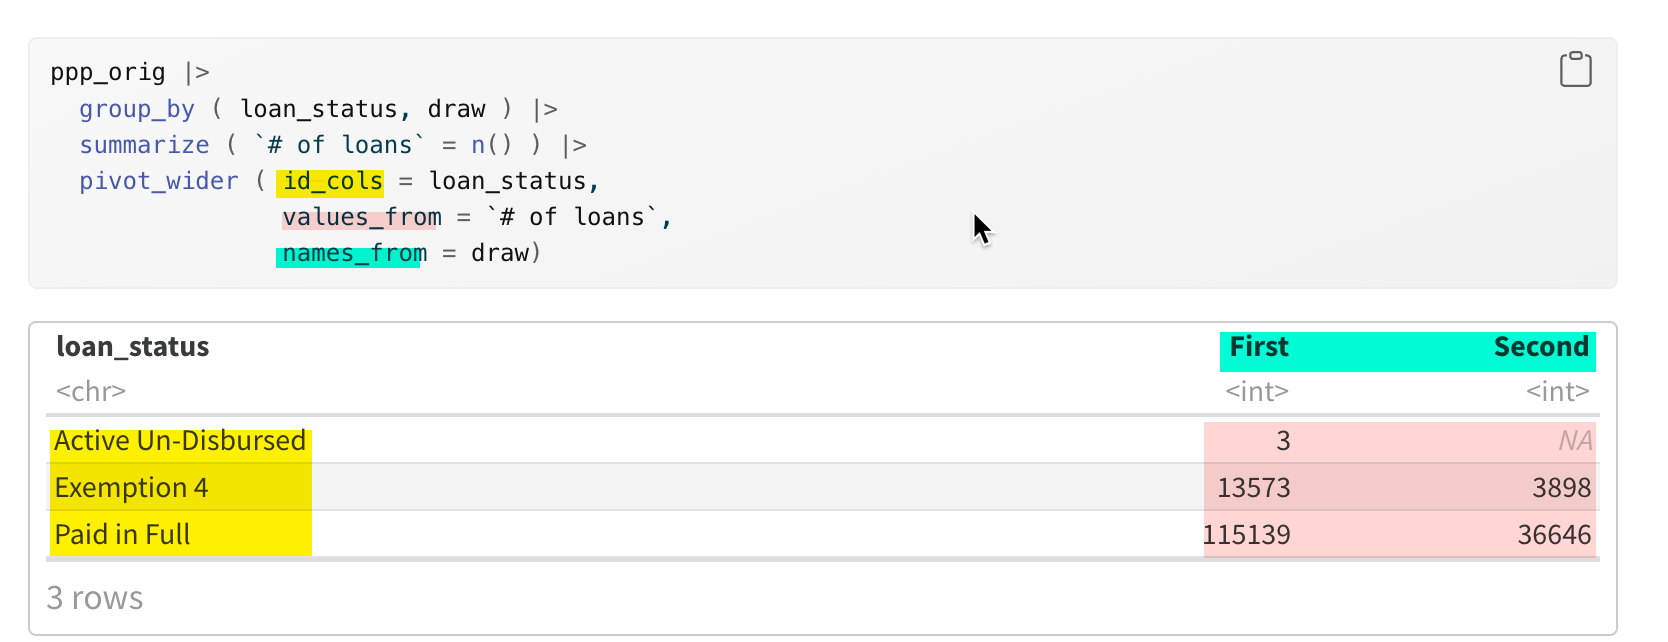 ppp_orig |>
group_by ( loan_status, draw ) |>
summarize ( `# of loans` = n() ) |>
pivot_wider ( id_cols = loan_status,
values_from = `# of loans`,
names_from = draw)
loan_status First Second
<chr> <int> <int>
Active Un-Disbursed 3 NA
Exemption 4 13573 3898
Paid in Full 115139 36646
3 rows